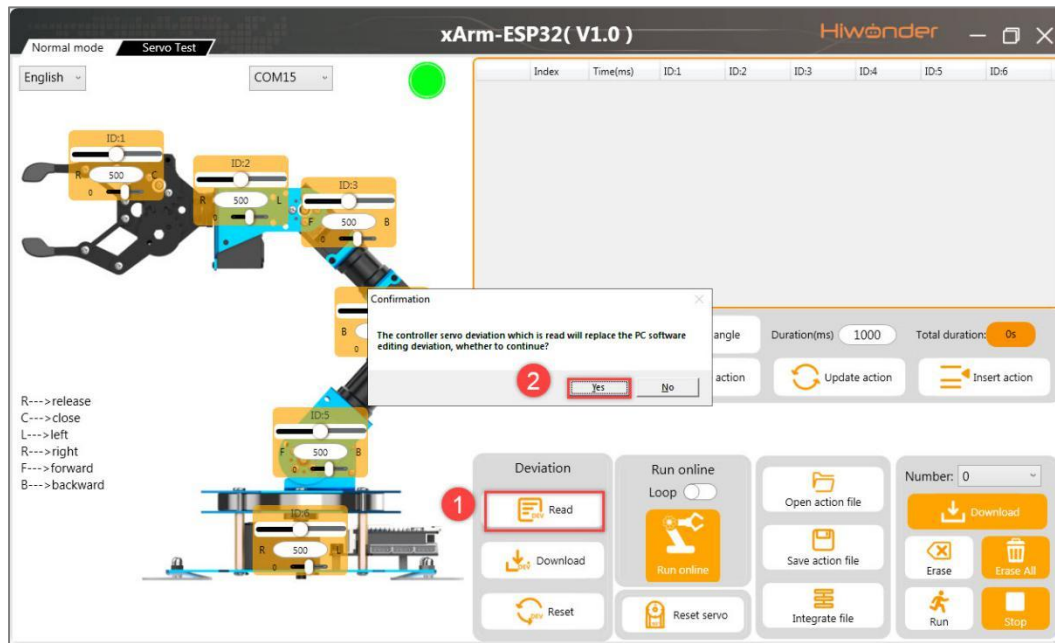 xArm-ESP32( V1.0 )
Hiwonder
Normal mode
Servo Test
English
COM15
Index Time(ms) ID:1 ID:2 ID:3 ID:4 ID:5 ID:6
ID:1
R 500 C
0
ID:2
R 500 L
0
ID:3
F 500 B
0
B
0
Confirmation
The controller servo deviation which is read will replace the PC software
editing deviation, whether to continue?
2
Yes
No
angle
Duration(ms) 1000
Total duration: 0s
action
Update action
Insert action
R--->release
C--->close
L--->left
R--->right
F--->forward
B--->backward
ID:5
F 500 B
0
ID:6
R 500 L
0
Deviation
1
DEV
Read
DEV
Download
DEV
Reset
Run online
Loop
Run online
Reset servo
Open action file
Save action file
Integrate file
Number: 0
Download
Erase
Erase All
Run
Stop